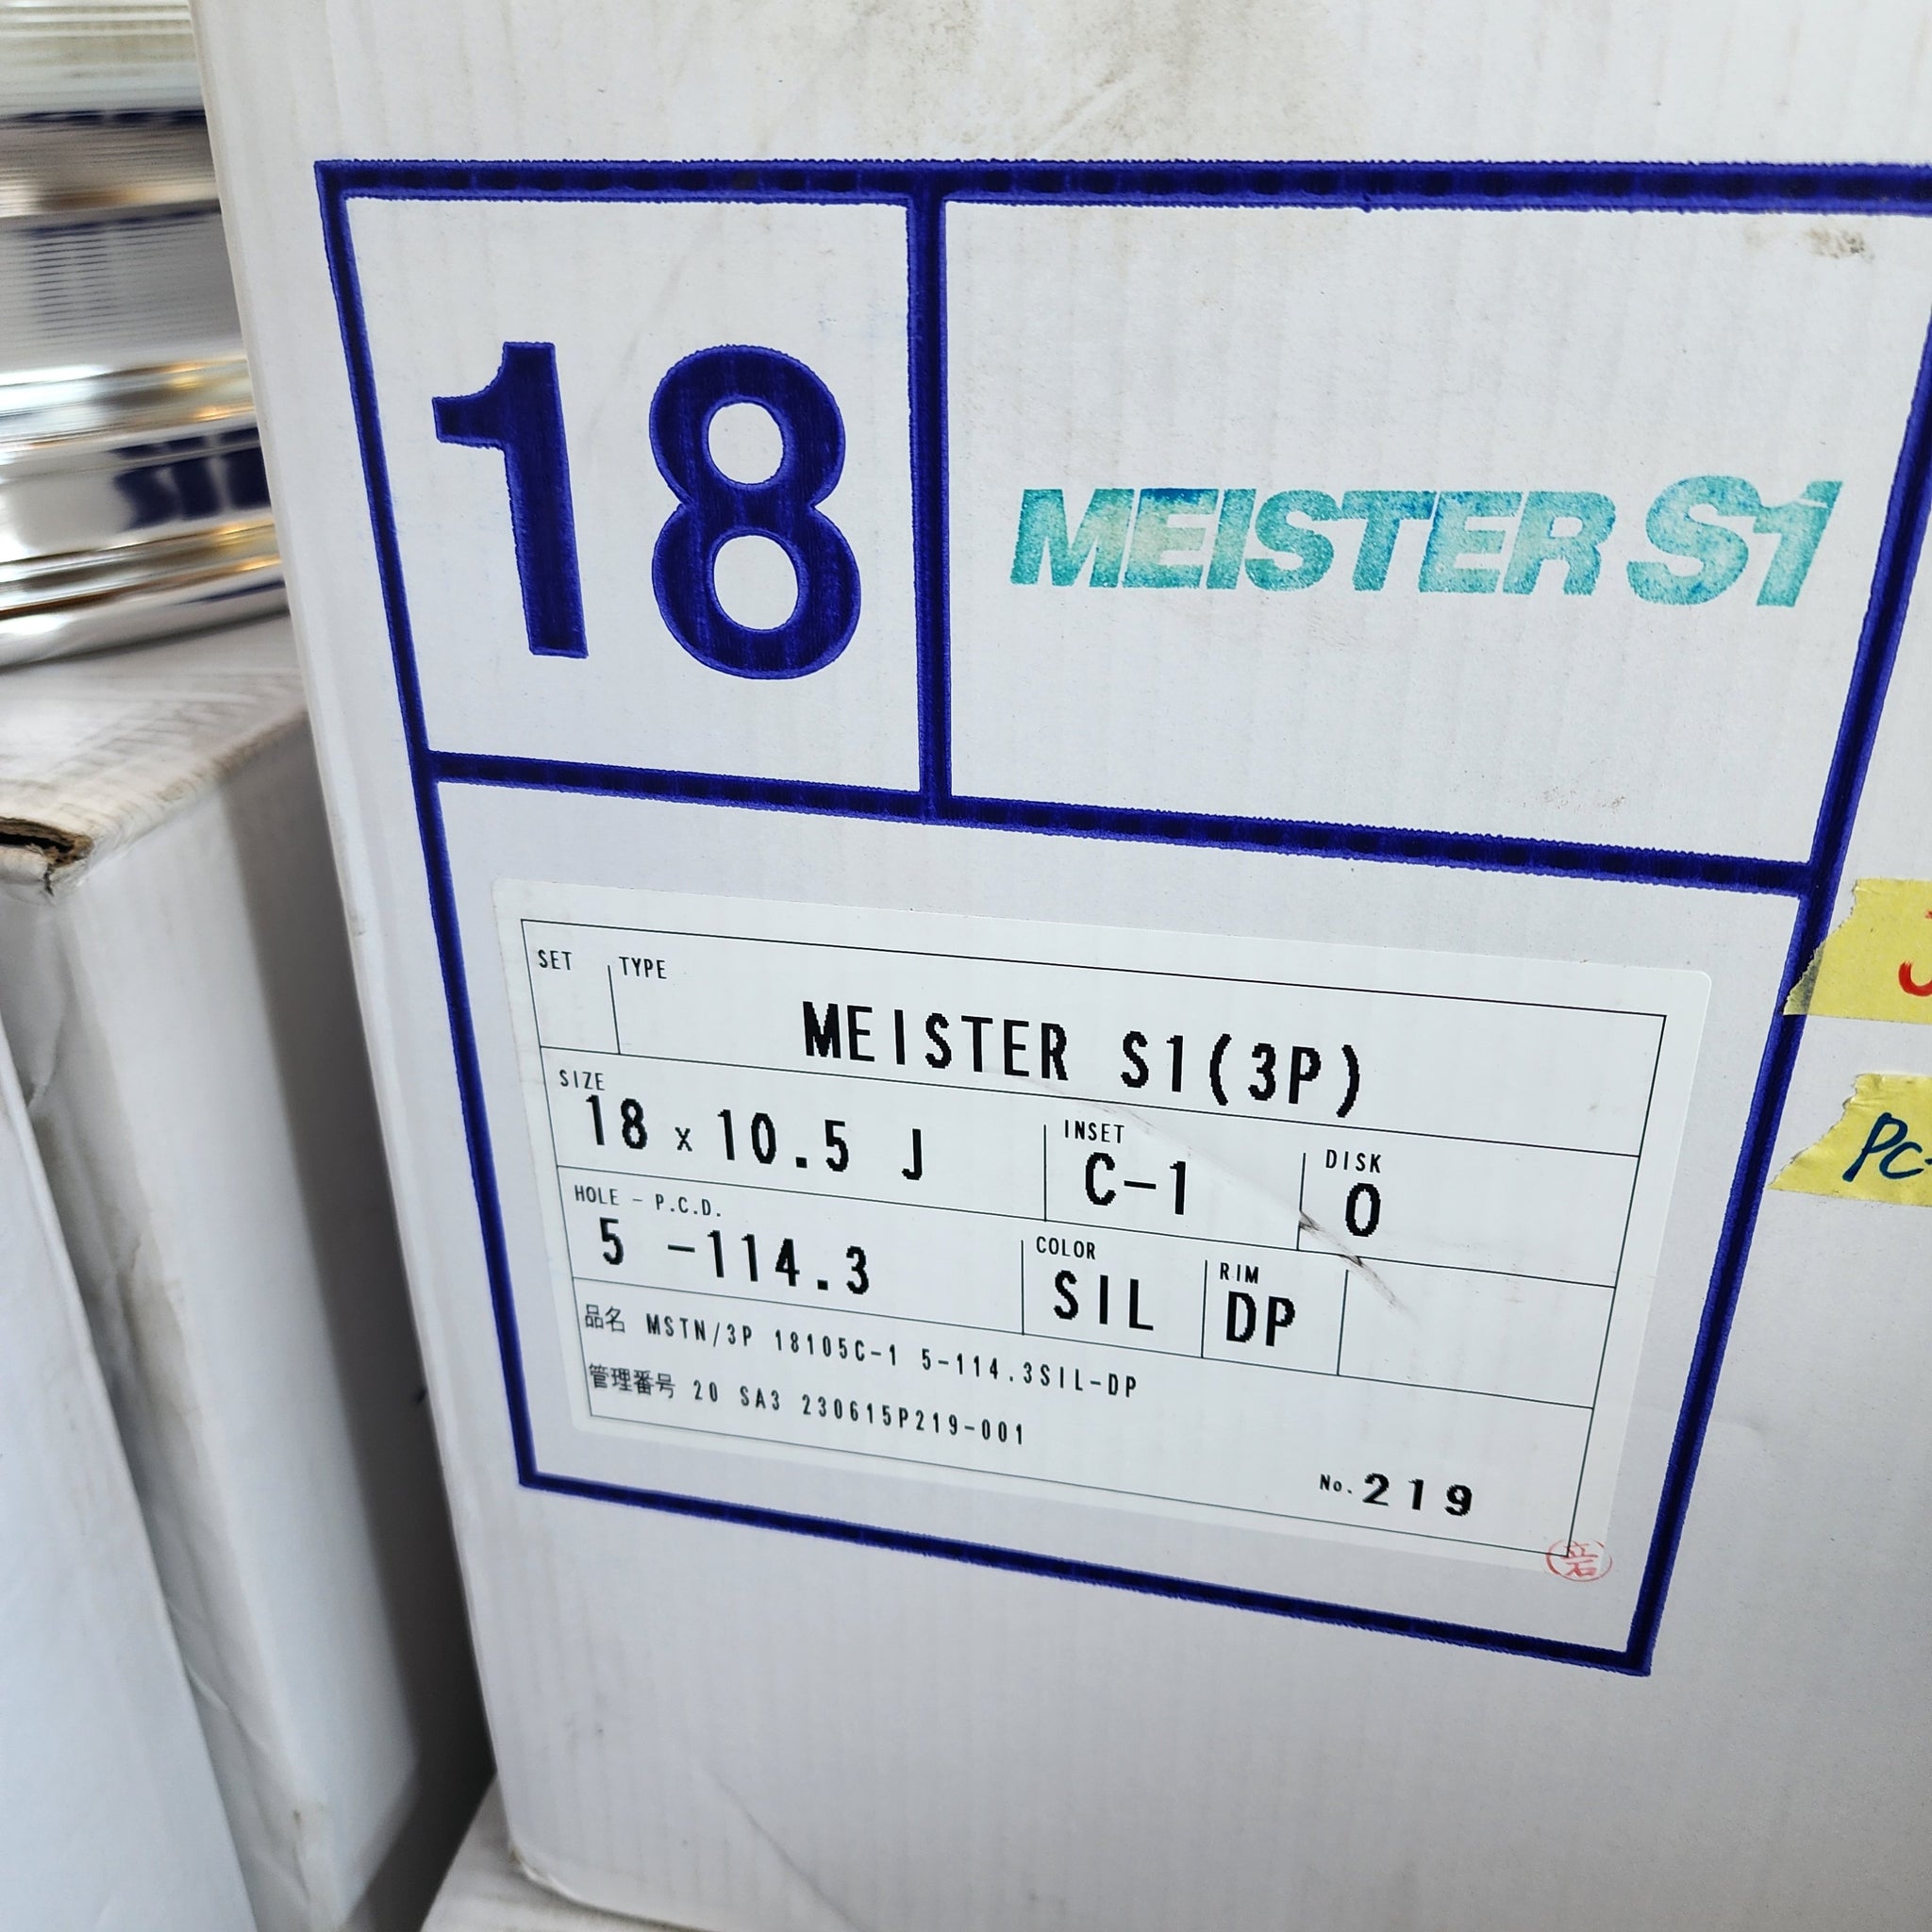 18
MEISTER S1
SET TYPE
MEISTER S1(3P)
SIZE
18 x 10.5 J
INSET
C-1
DISK
O
HOLE - P.C.D.
5 -114.3
COLOR
SIL
RIM
DP
品名 MSTN/3P 18105C-1 5-114.3SIL-DP
管理番号 20 SA3 230615P219-001
No.219
岩
PC-